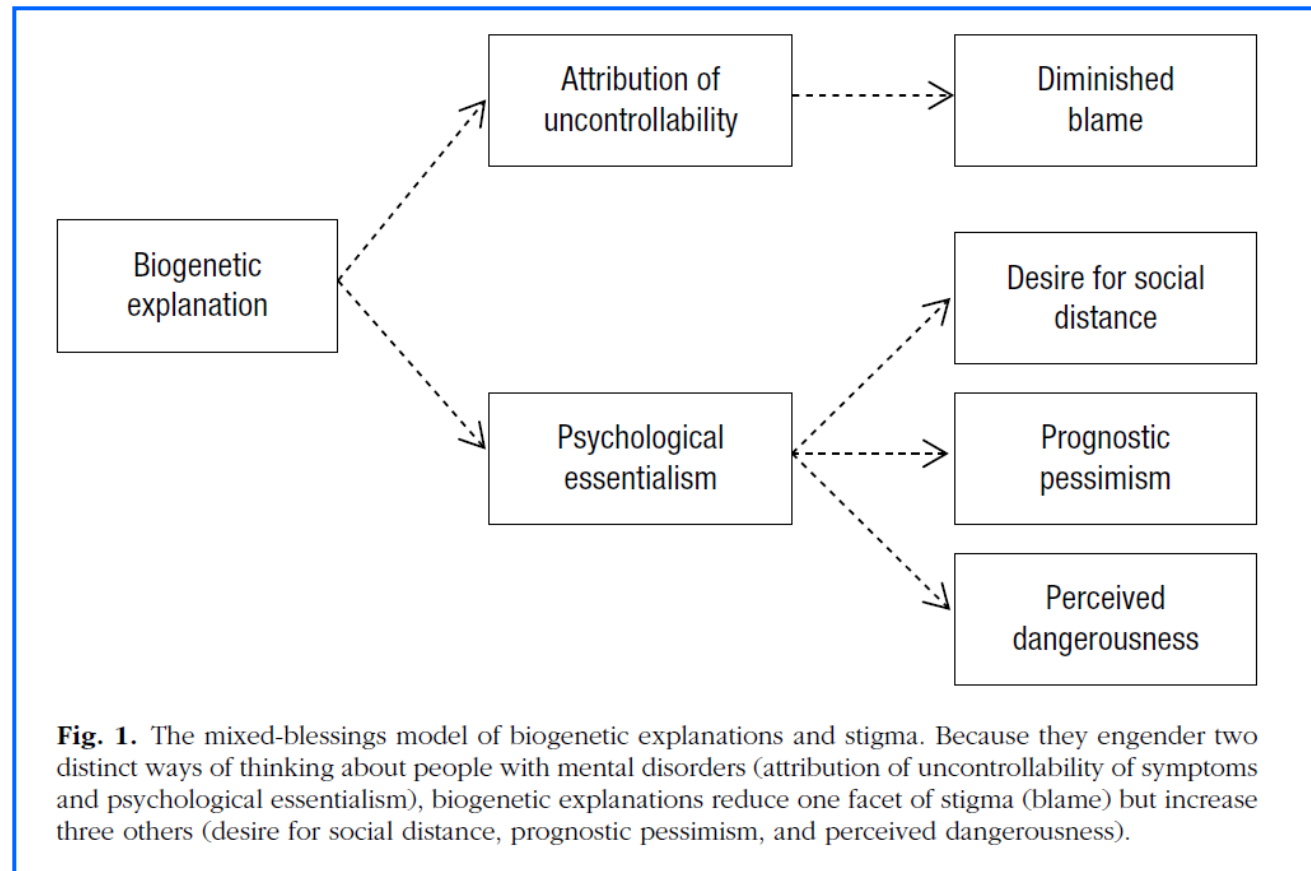 Attribution of
uncontrollability
Diminished
blame
Biogenetic
explanation
Desire for social
distance
Psychological
essentialism
Prognostic
pessimism
Perceived
dangerousness
Fig. 1. The mixed-blessings model of biogenetic explanations and stigma. Because they engender two
distinct ways of thinking about people with mental disorders (attribution of uncontrollability of symptoms
and psychological essentialism), biogenetic explanations reduce one facet of stigma (blame) but increase
three others (desire for social distance, prognostic pessimism, and perceived dangerousness).